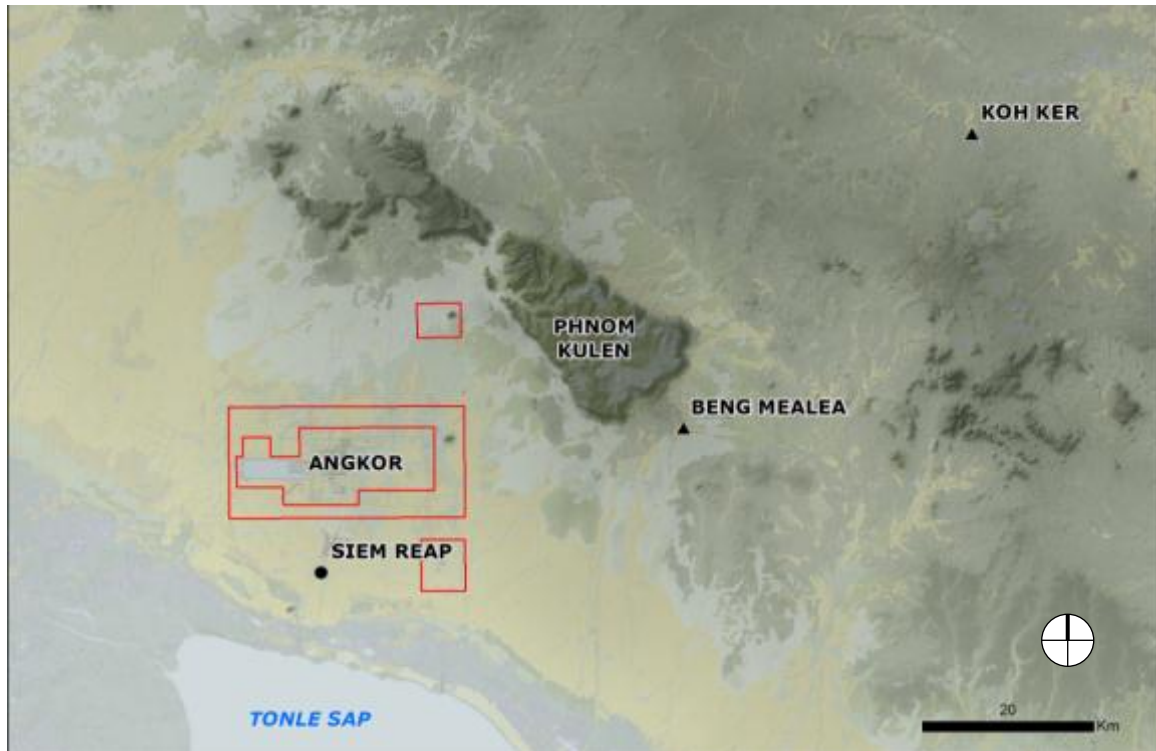 KOH KER
PHNOM
KULEN
BENG MEALEA
ANGKOR
SIEM REAP
TONLE SAP
20
Km